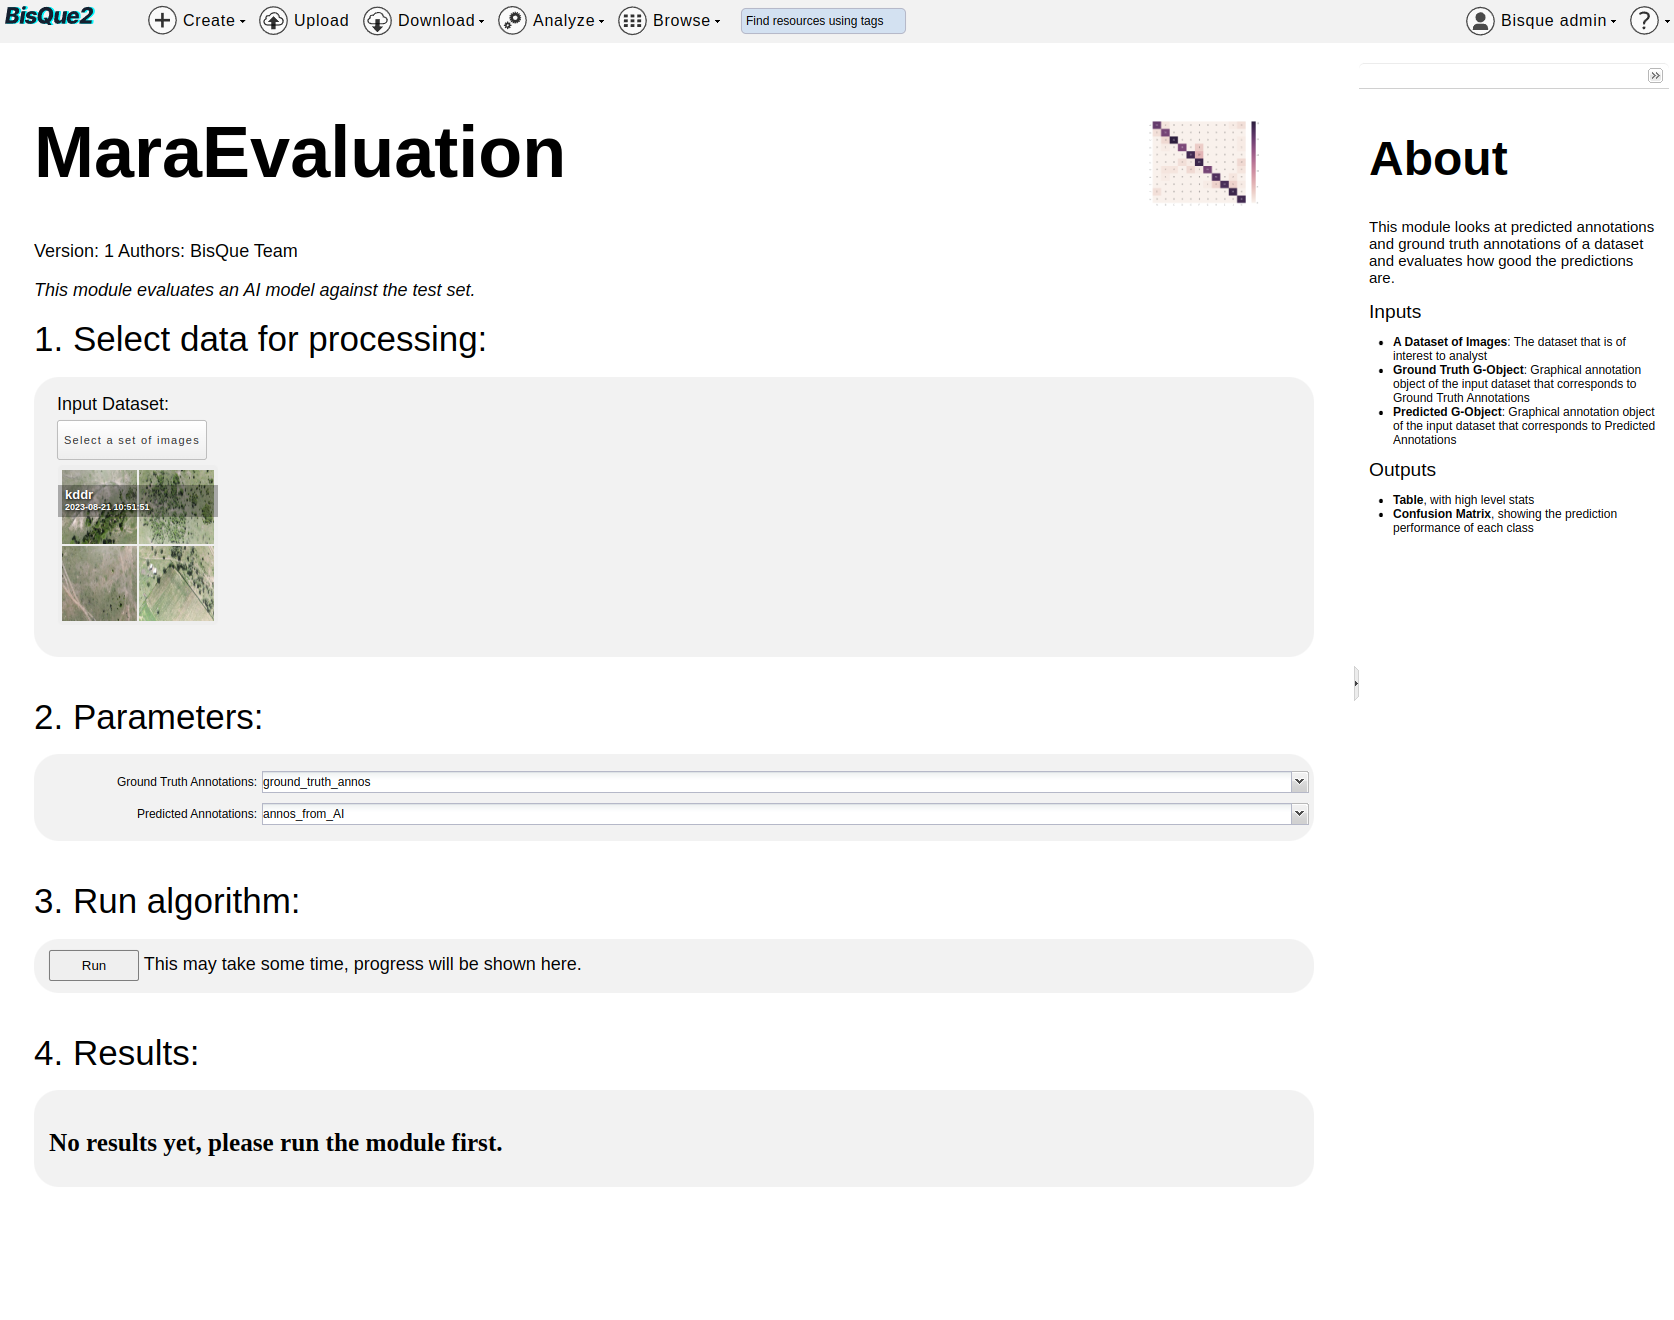 BisQue2
Create
Upload
Download
Analyze
Browse
Find resources using tags
Bisque admin
?
MaraEvaluation
Version: 1 Authors: BisQue Team
This module evaluates an AI model against the test set.
1. Select data for processing:
Input Dataset:
Select a set of images
kddr
2023-08-21 10:51:51
2. Parameters:
Ground Truth Annotations: ground_truth_annos
Predicted Annotations: annos_from_AI
3. Run algorithm:
Run This may take some time, progress will be shown here.
4. Results:
No results yet, please run the module first.
About
This module looks at predicted annotations
and ground truth annotations of a dataset
and evaluates how good the predictions
are.
Inputs
• A Dataset of Images: The dataset that is of
interest to analyst
• Ground Truth G-Object: Graphical annotation
object of the input dataset that corresponds to
Ground Truth Annotations
• Predicted G-Object: Graphical annotation object
of the input dataset that corresponds to Predicted
Annotations
Outputs
• Table, with high level stats
• Confusion Matrix, showing the prediction
performance of each class